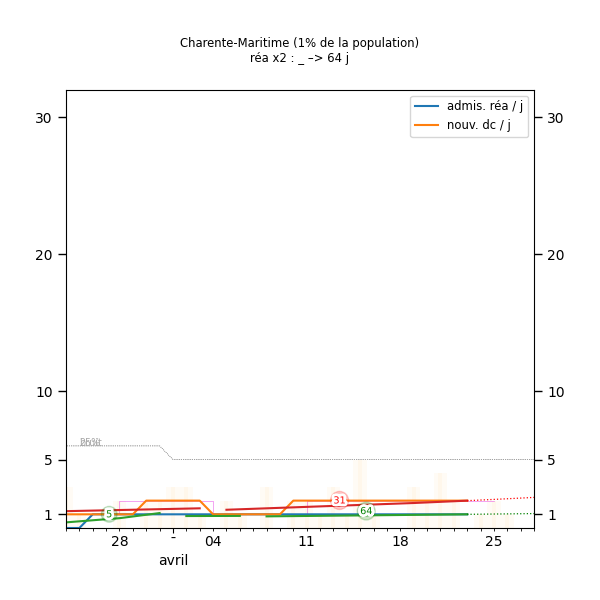 Charente-Maritime (1% de la population)
réa x2 : _ –> 64 j
admis. réa / j
nouv. dc / j
30 30
20 20
10 10
5 5
31
5
64
1 1
28 04 11 18 25
avril